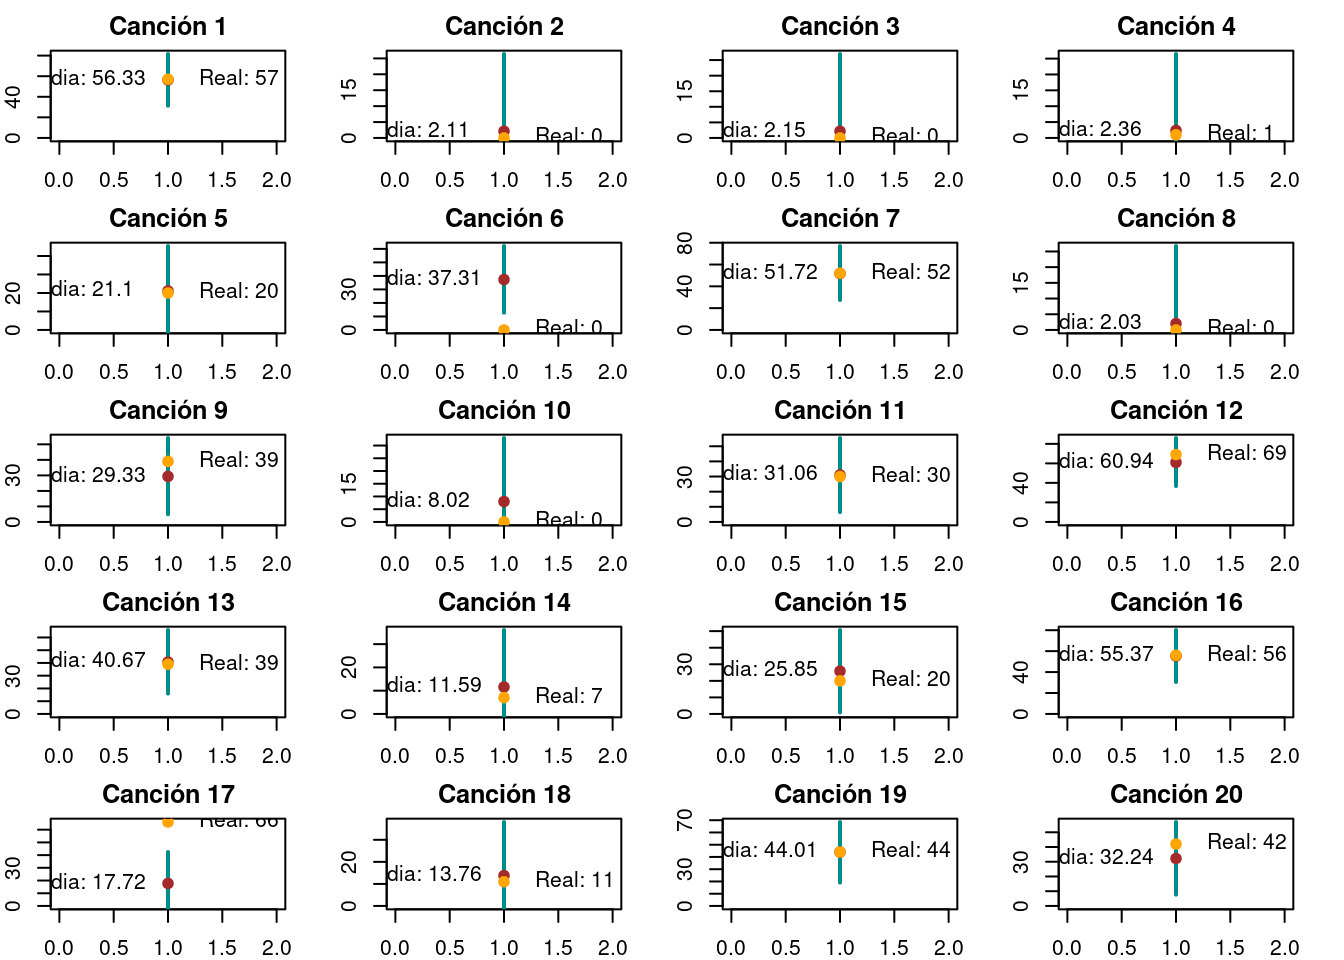 Canción 1
40
0
dia: 56.33
Real: 57
0.0 0.5 1.0 1.5 2.0
Canción 2
15
0
dia: 2.11
Real: 0
0.0 0.5 1.0 1.5 2.0
Canción 3
15
0
dia: 2.15
Real: 0
0.0 0.5 1.0 1.5 2.0
Canción 4
15
0
dia: 2.36
Real: 1
0.0 0.5 1.0 1.5 2.0
Canción 5
20
0
dia: 21.1
Real: 20
0.0 0.5 1.0 1.5 2.0
Canción 6
30
0
dia: 37.31
Real: 0
0.0 0.5 1.0 1.5 2.0
Canción 7
80
40
0
dia: 51.72
Real: 52
0.0 0.5 1.0 1.5 2.0
Canción 8
15
0
dia: 2.03
Real: 0
0.0 0.5 1.0 1.5 2.0
Canción 9
30
0
dia: 29.33
Real: 39
0.0 0.5 1.0 1.5 2.0
Canción 10
15
0
dia: 8.02
Real: 0
0.0 0.5 1.0 1.5 2.0
Canción 11
30
0
dia: 31.06
Real: 30
0.0 0.5 1.0 1.5 2.0
Canción 12
40
0
dia: 60.94
Real: 69
0.0 0.5 1.0 1.5 2.0
Canción 13
30
0
dia: 40.67
Real: 39
0.0 0.5 1.0 1.5 2.0
Canción 14
20
0
dia: 11.59
Real: 7
0.0 0.5 1.0 1.5 2.0
Canción 15
30
0
dia: 25.85
Real: 20
0.0 0.5 1.0 1.5 2.0
Canción 16
40
0
dia: 55.37
Real: 56
0.0 0.5 1.0 1.5 2.0
Canción 17
30
0
dia: 17.72
Real: 66
0.0 0.5 1.0 1.5 2.0
Canción 18
20
0
dia: 13.76
Real: 11
0.0 0.5 1.0 1.5 2.0
Canción 19
70
30
0
dia: 44.01
Real: 44
0.0 0.5 1.0 1.5 2.0
Canción 20
30
0
dia: 32.24
Real: 42
0.0 0.5 1.0 1.5 2.0